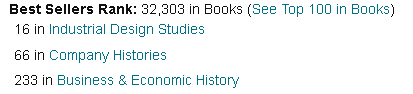 Best Sellers Rank: 32,303 in Books (See Top 100 in Books)
16 in Industrial Design Studies
66 in Company Histories
233 in Business & Economic History